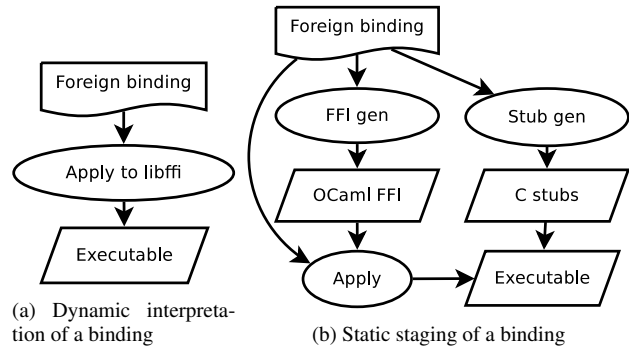 Foreign binding
Apply to libffi
Executable
(a) Dynamic interpreta-
tion of a binding
Foreign binding
FFI gen
Stub gen
OCaml FFI
C stubs
Apply
Executable
(b) Static staging of a binding